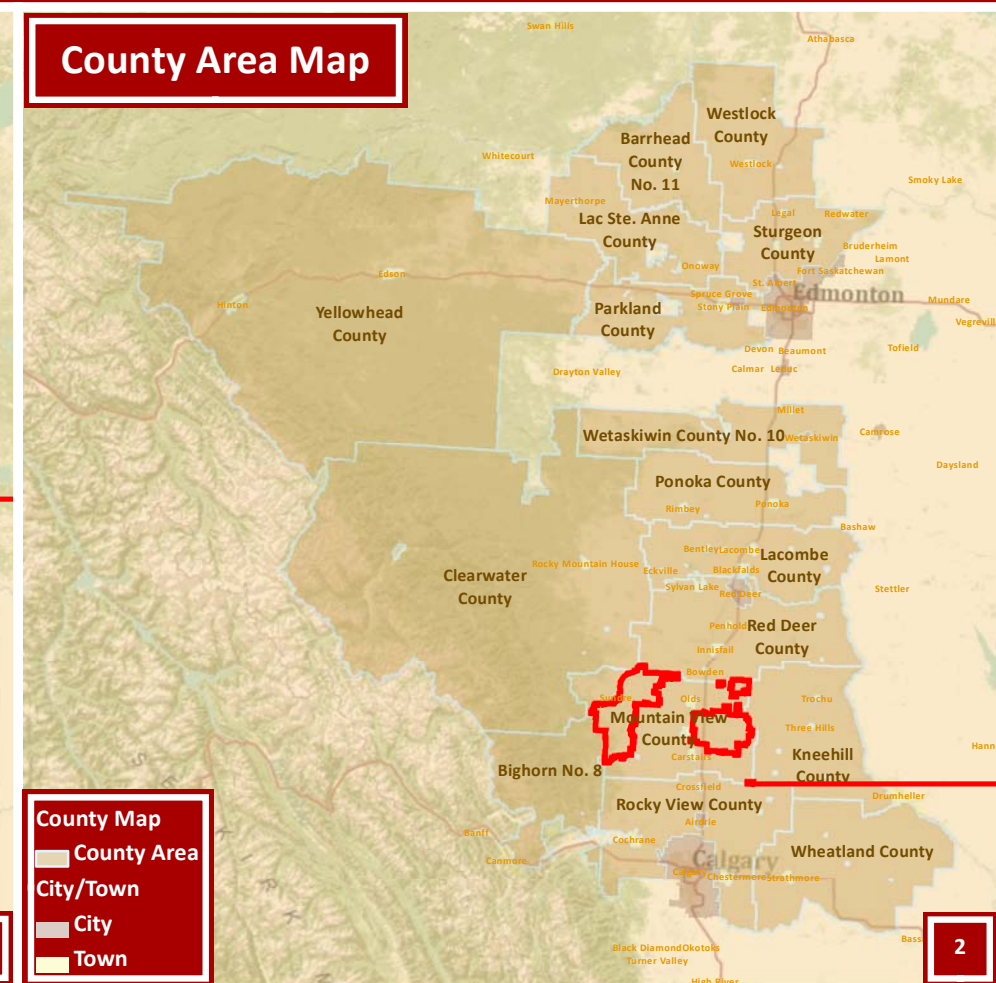 County Area Map
Swan Hills
Athabasca
Westlock
County
Barrhead
County
No. 11
Whitecourt
Westlock
Smoky Lake
Mayerthorpe
Lac Ste. Anne
County
Legal
Redwater
Sturgeon
County
Bruderheim
Lamont
Onoway
Fort Saskatchewan
Edson
St. Albert
Spruce Grove
Edmonton
Mundare
Hinton
Stony Plain
Edmonton
Yellowhead
County
Parkland
County
Vegrevil
Devon
Beaumont
Tofield
Drayton Valley
Calmar
Leduc
Millet
Wetaskiwin County No. 10
Wetaskiwin
Camrose
Daysland
Ponoka County
Rimbey
Ponoka
Bashaw
Bentley
Lacombe
Lacombe
County
Rocky Mountain House
Eckville
Blackfalds
Clearwater
County
Sylvan Lake
Red Deer
Stettler
Penhold
Red Deer
County
Innisfail
Bowden
Sundre
Olds
Trochu
Mountain View
County
Three Hills
Hann
Carstairs
Kneehill
County
Bighorn No. 8
Crossfield
Drumheller
Rocky View County
Airdrie
Banff
Cochrane
Canmore
Calgary
Wheatland County
Calgary
Chestermere
Strathmore
Black Diamond
Okotoks
Turner Valley
Bass
High River
County Map
County Area
City/Town
City
Town
2